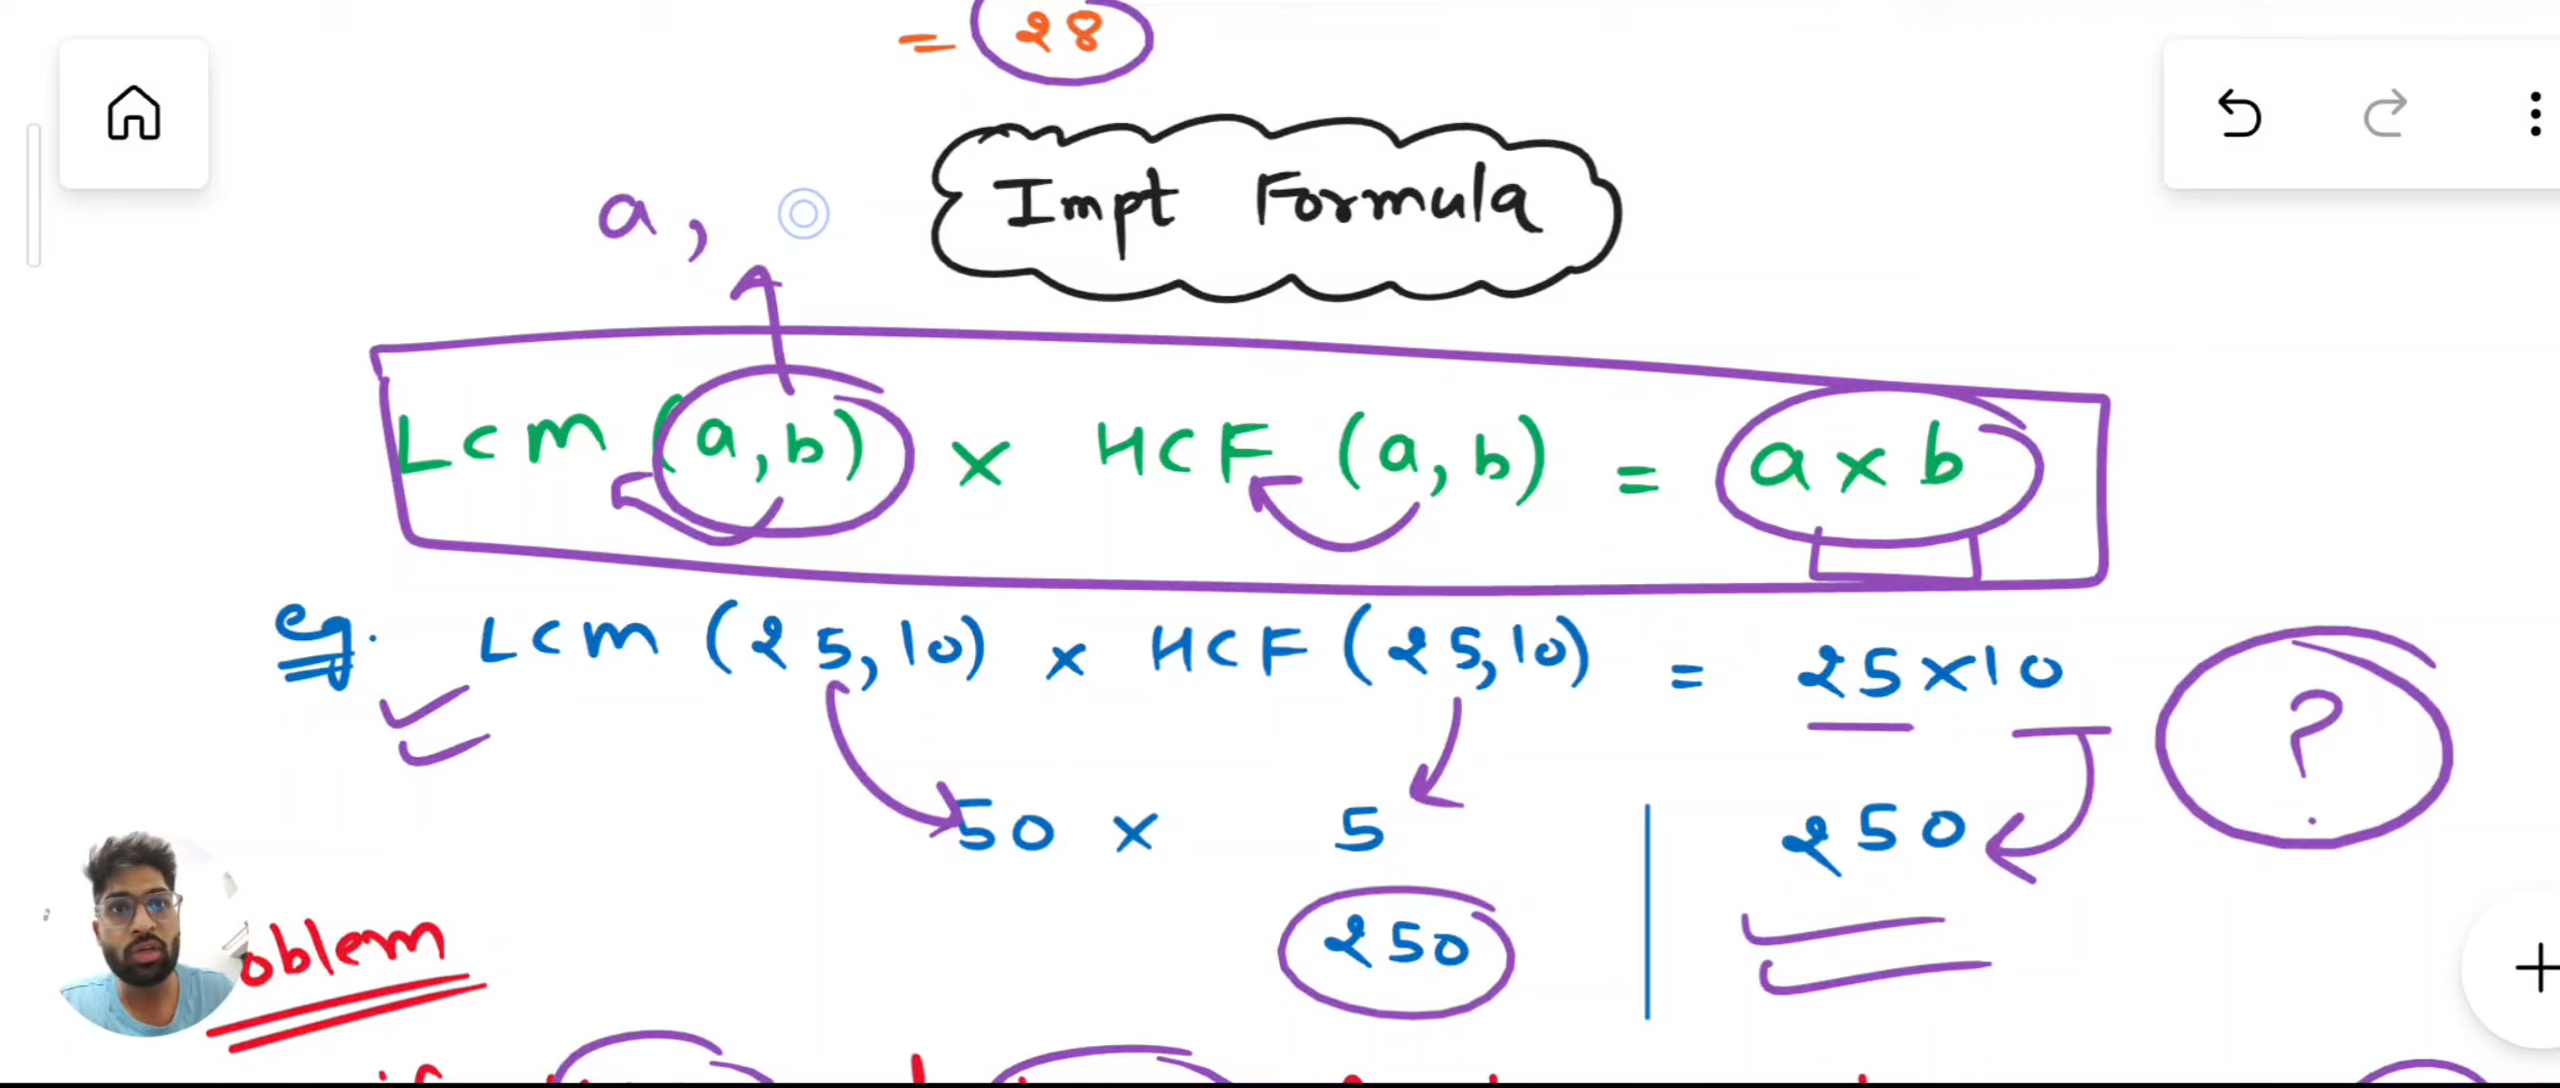 = 28
Impt Formula
a,
Lcm (a,b) × HCF (a,b) = a × b
eg. Lcm (25,10) × HCF (25,10) = 25×10
?
50 × 5 | 250
250
oblem